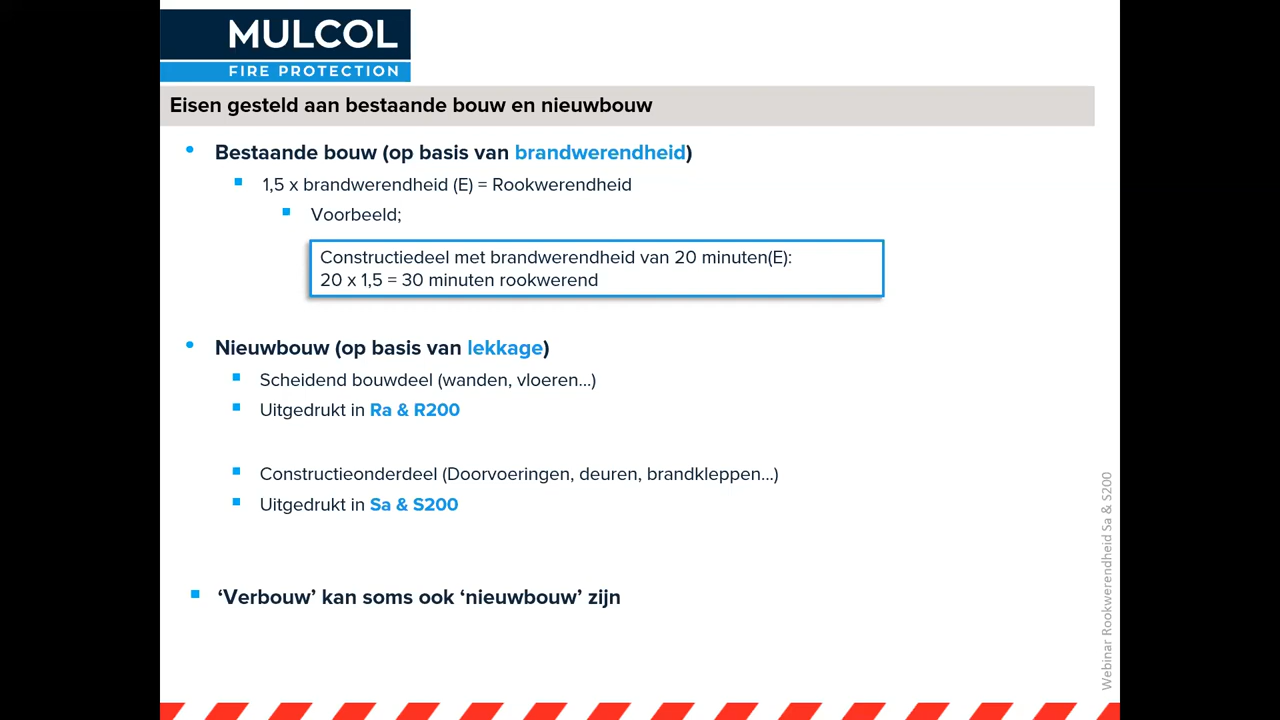 MULCOL
FIRE PROTECTION
Eisen gesteld aan bestaande bouw en nieuwbouw
Bestaande bouw (op basis van brandwerendheid)
1,5 x brandwerendheid (E) = Rookwerendheid
Voorbeeld;
Constructiedeel met brandwerendheid van 20 minuten(E):
20 x 1,5 = 30 minuten rookwerend
Nieuwbouw (op basis van lekkage)
Scheidend bouwdeel (wanden, vloeren...)
Uitgedrukt in Ra & R200
Constructieonderdeel (Doorvoeringen, deuren, brandkleppen...)
Uitgedrukt in Sa & S200
‘Verbouw’ kan soms ook ‘nieuwbouw’ zijn
Webinar Rookwerendheid Sa & S200